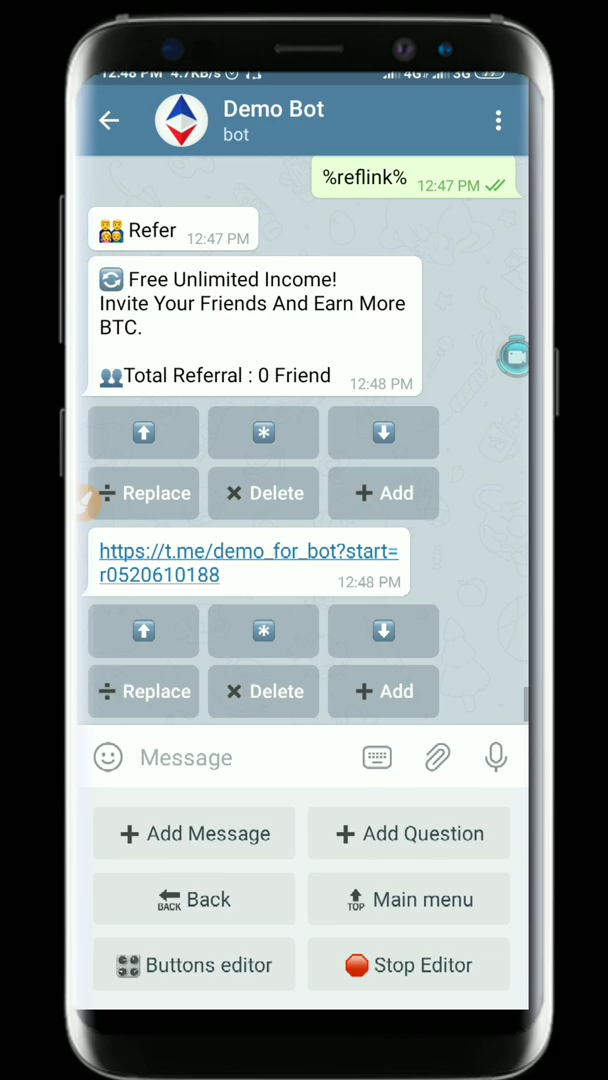 12:48 PM 4.7KB/s
4G 3G 79
Demo Bot
bot
%reflink% 12:47 PM
Refer 12:47 PM
Free Unlimited Income!
Invite Your Friends And Earn More
BTC.
Total Referral : 0 Friend 12:48 PM
Replace Delete Add
https://t.me/demo_for_bot?start=
r0520610188 12:48 PM
Replace Delete Add
Message
Add Message Add Question
BACK Back TOP Main menu
Buttons editor Stop Editor